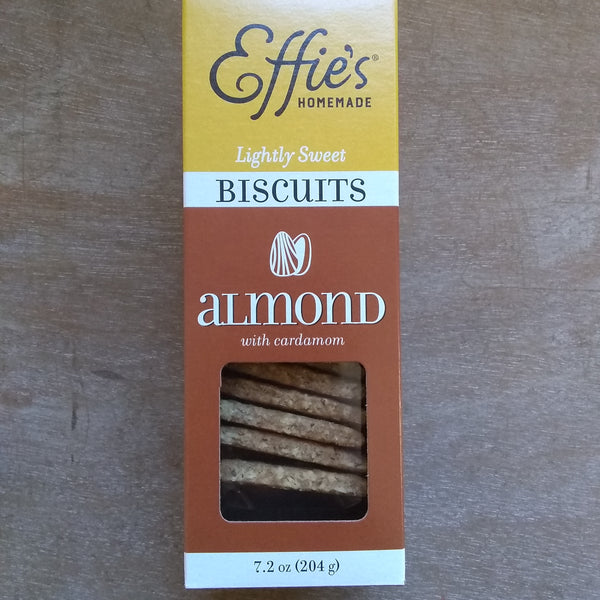 Effie's®
HOMEMADE
Lightly Sweet
BISCUITS
ALMOND
with cardamom
7.2 oz (204 g)